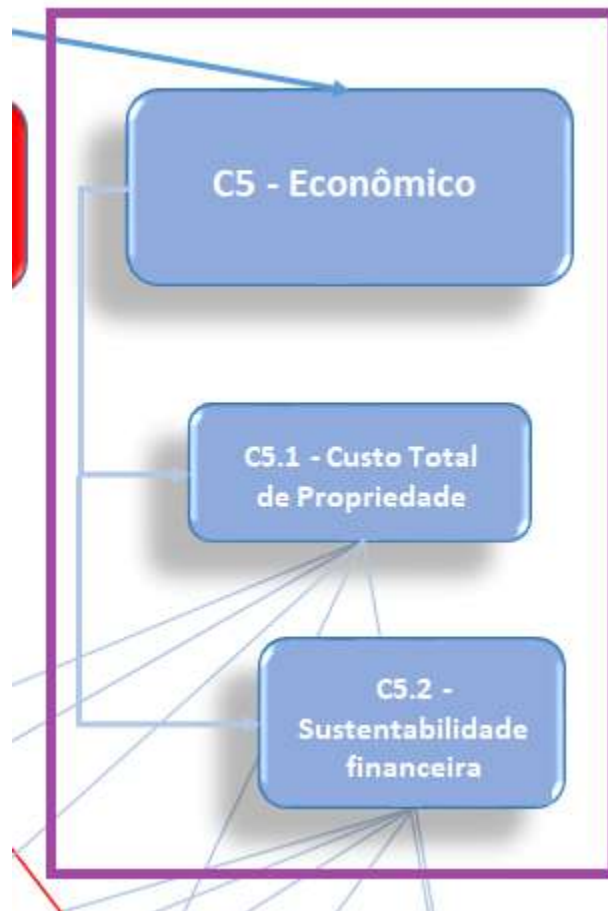 C5 - Econômico
C5.1 - Custo Total
de Propriedade
C5.2 -
Sustentabilidade
financeira